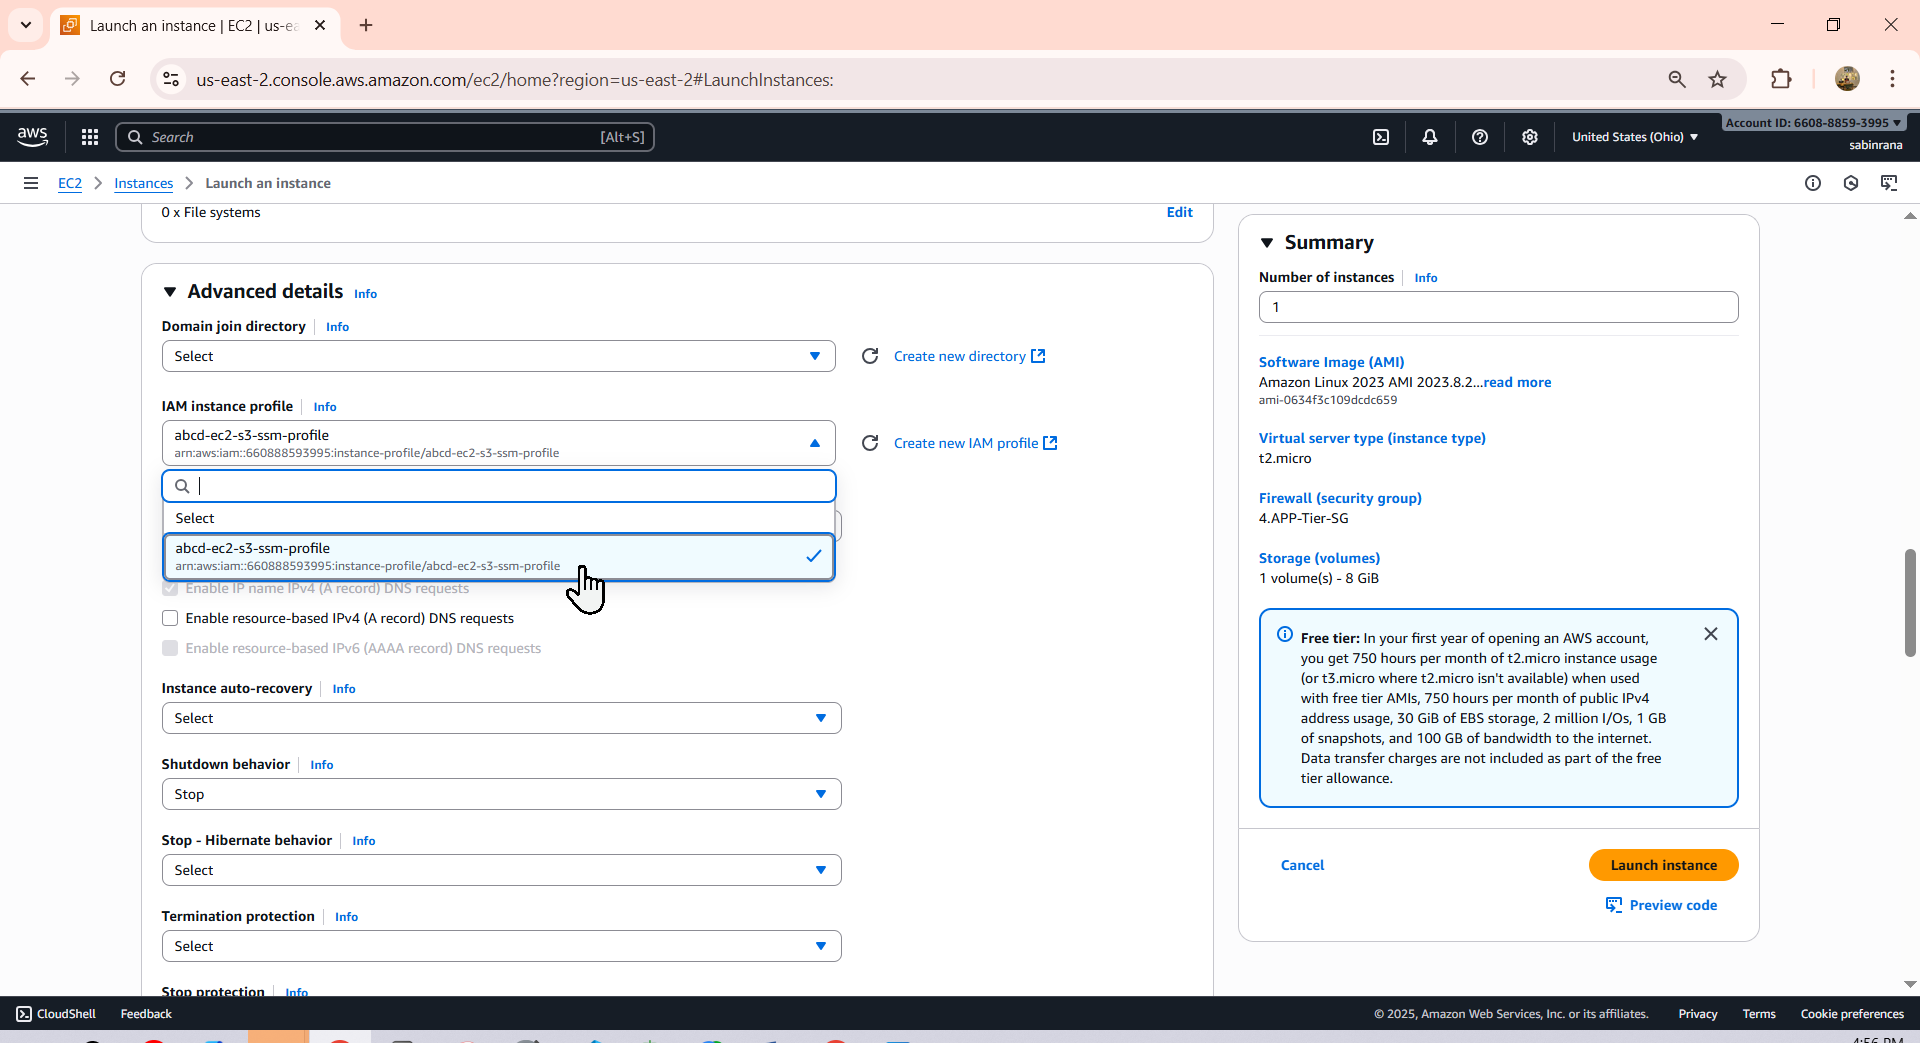 Launch an instance | EC2 | us-ea
us-east-2.console.aws.amazon.com/ec2/home?region=us-east-2#LaunchInstances:
aws
Search
[Alt+S]
United States (Ohio)
Account ID: 6608-8859-3995
sabinrana
EC2
Instances
Launch an instance
0 x File systems
Edit
Advanced details
Info
Domain join directory
Info
Select
Create new directory
IAM instance profile
Info
abcd-ec2-s3-ssm-profile
arn:aws:iam::660888593995:instance-profile/abcd-ec2-s3-ssm-profile
Create new IAM profile
Select
abcd-ec2-s3-ssm-profile
arn:aws:iam::660888593995:instance-profile/abcd-ec2-s3-ssm-profile
Enable IP name IPv4 (A record) DNS requests
Enable resource-based IPv4 (A record) DNS requests
Enable resource-based IPv6 (AAAA record) DNS requests
Instance auto-recovery
Info
Select
Shutdown behavior
Info
Stop
Stop - Hibernate behavior
Info
Select
Termination protection
Info
Select
Stop protection
Info
Summary
Number of instances
Info
1
Software Image (AMI)
Amazon Linux 2023 AMI 2023.8.2...read more
ami-0634f3c109dcdc659
Virtual server type (instance type)
t2.micro
Firewall (security group)
4.APP-Tier-SG
Storage (volumes)
1 volume(s) - 8 GiB
Free tier: In your first year of opening an AWS account,
you get 750 hours per month of t2.micro instance usage
(or t3.micro where t2.micro isn't available) when used
with free tier AMIs, 750 hours per month of public IPv4
address usage, 30 GiB of EBS storage, 2 million I/Os, 1 GB
of snapshots, and 100 GB of bandwidth to the internet.
Data transfer charges are not included as part of the free
tier allowance.
Cancel
Launch instance
Preview code
CloudShell
Feedback
© 2025, Amazon Web Services, Inc. or its affiliates.
Privacy
Terms
Cookie preferences
4:56 PM